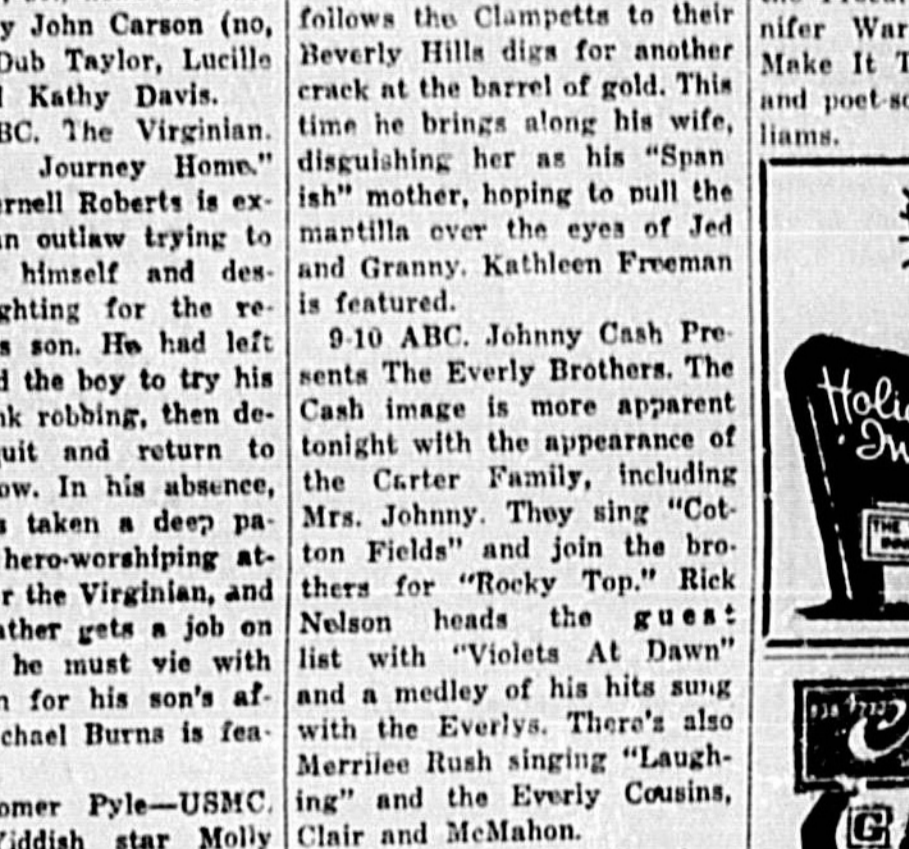 y John Carson (no,
Dub Taylor, Lucille
Kathy Davis.
BC. The Virginian.
Journey Home."
ernell Roberts is ex-
n outlaw trying to
himself and des-
ghting for the re-
s son. He had left
d the boy to try his
nk robbing, then de-
uit and return to
ow. In his absence,
s taken a deep pa-
hero-worshiping at-
r the Virginian, and
ather gets a job on
he must vie with
n for his son's af-
chael Burns is fea-
omer Pyle—USMC.
Yiddish star Molly
follows the Clampetts to their
Beverly Hills digs for another
crack at the barrel of gold. This
time he brings along his wife,
disguishing her as his "Span
ish" mother, hoping to pull the
mantilla over the eyes of Jed
and Granny. Kathleen Freeman
is featured.
9-10 ABC. Johnny Cash Pre-
sents The Everly Brothers. The
Cash image is more apparent
tonight with the appearance of
the Carter Family, including
Mrs. Johnny. They sing "Cot-
ton Fields" and join the bro-
thers for "Rocky Top." Rick
Nelson heads the guest
list with "Violets At Dawn"
and a medley of his hits sung
with the Everlys. There's also
Merrilee Rush singing "Laugh-
ing" and the Everly Cousins,
Clair and McMahon.
nifer War
Make It T
and poet-so
liams.
Holi
In
THE
G